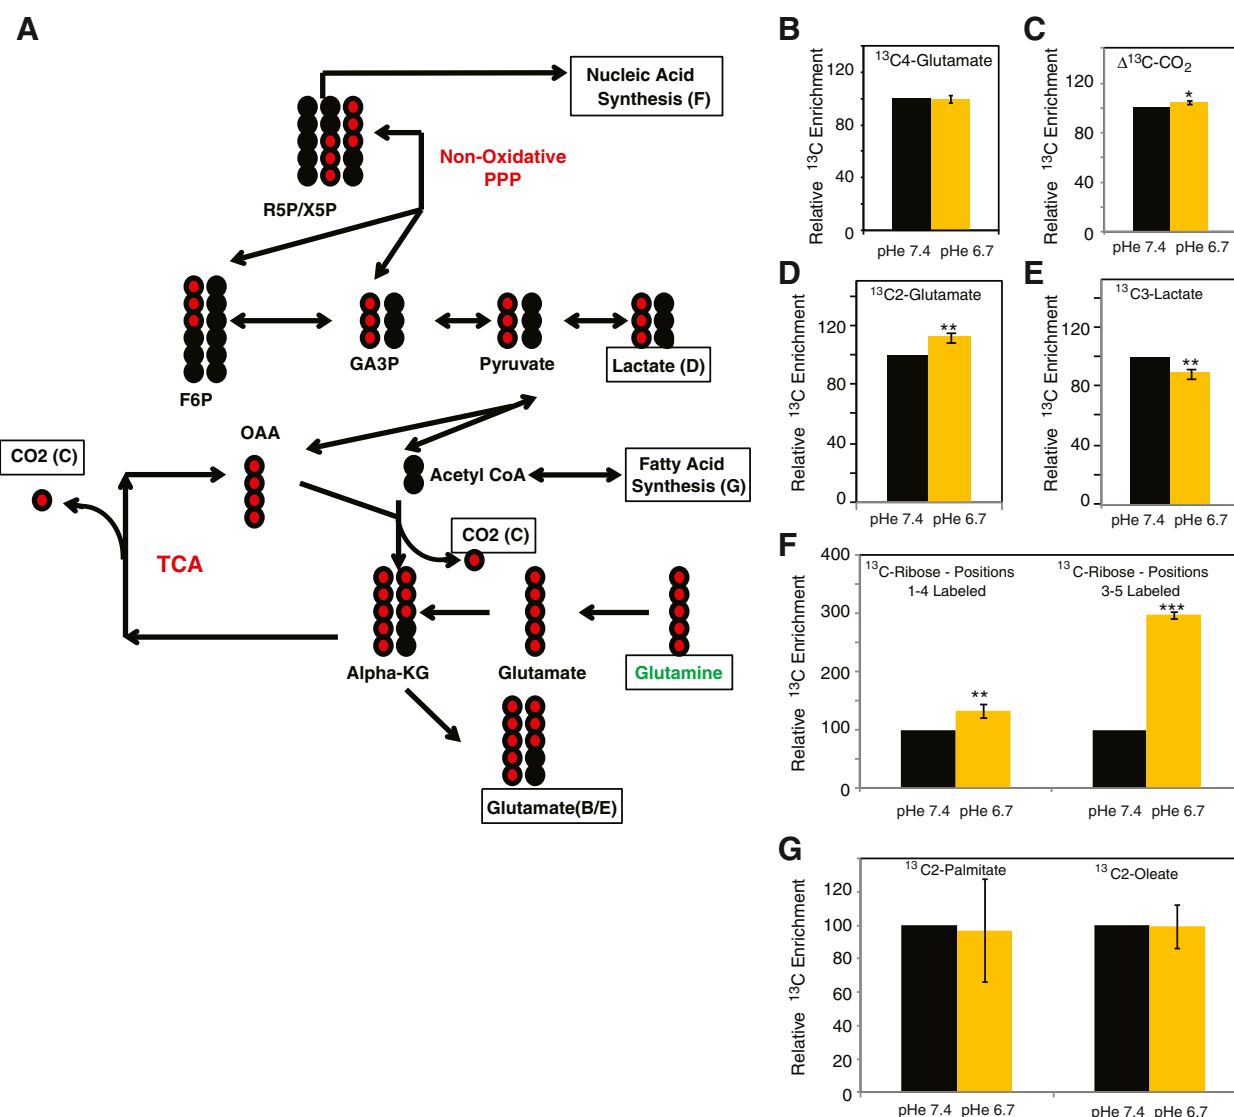 A
Nucleic Acid
Synthesis (F)
Non-Oxidative
PPP
R5P/X5P
F6P
GA3P
Pyruvate
Lactate (D)
OAA
CO2 (C)
Acetyl CoA
Fatty Acid
Synthesis (G)
CO2 (C)
TCA
Alpha-KG
Glutamate
Glutamine
Glutamate(B/E)
B
Relative 13C Enrichment
13C4-Glutamate
120
80
40
0
pHe 7.4 pHe 6.7
C
Relative 13C Enrichment
Δ13C-CO2
*
120
80
40
0
pHe 7.4 pHe 6.7
D
Relative 13C Enrichment
13C2-Glutamate
**
120
80
40
0
pHe 7.4 pHe 6.7
E
Relative 13C Enrichment
13C3-Lactate
**
120
80
40
0
pHe 7.4 pHe 6.7
F
Relative 13C Enrichment
13C-Ribose - Positions
1-4 Labeled
13C-Ribose - Positions
3-5 Labeled
**
***
400
300
200
100
0
pHe 7.4 pHe 6.7
pHe 7.4 pHe 6.7
G
Relative 13C Enrichment
13C2-Palmitate
13C2-Oleate
120
100
80
60
40
20
0
pHe 7.4 pHe 6.7
pHe 7.4 pHe 6.7